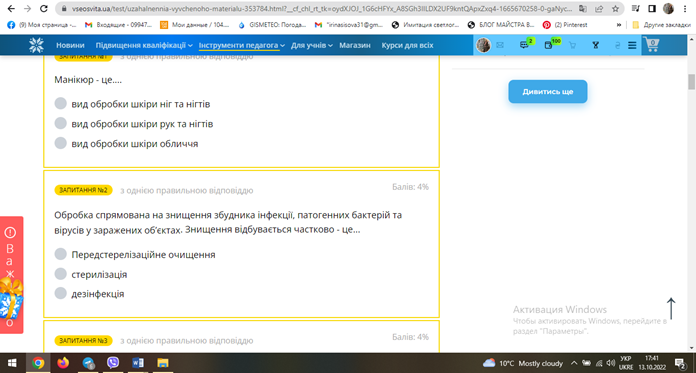 vseosvita.ua/test/uzahalnennia-vyvchenoho-materialu-353784.html?__cf_chl_rt_tk=
(9) Моя страница -...
Входящие - 09947...
Мои данные / 104...
GISMETEO: Погода...
"irinasisova31@gm...
Имитация светлог...
БЛОГ МАЙСТРА В...
(2) Pinterest
»
Другие закладки
Новини
Підвищення кваліфікації
Інструменти педагога
Для учнів
Магазин
Курси для всіх
2
100
0
ЗАПИТАННЯ №1 з однією правильною відповіддю
Манікюр - це....
вид обробки шкіри ніг та нігтів
вид обробки шкіри рук та нігтів
вид обробки шкіри обличчя
Дивитись ще
ЗАПИТАННЯ №2 з однією правильною відповіддю Балів: 4%
Обробка спрямована на знищення збудника інфекції, патогенних бактерій та
вірусів у заражених об'єктах. Знищення відбувається частково - це...
Передстерелізаційне очищення
стерилізація
дезінфекція
ЗАПИТАННЯ №3 з однією правильною відповіддю Балів: 4%
В
а
ж
о
Активация Windows
Чтобы активировать Windows, перейдите в
раздел "Параметры".
10°C Mostly cloudy
УКР
UKRE
17:41
13.10.2022
2